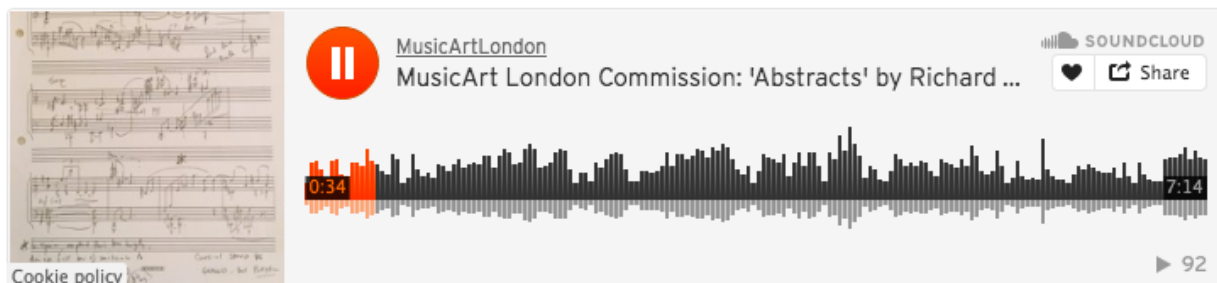 MusicArtLondon
SOUNDCLOUD
MusicArt London Commission: 'Abstracts' by Richard ...
Share
0:34
7:14
Cookie policy
92